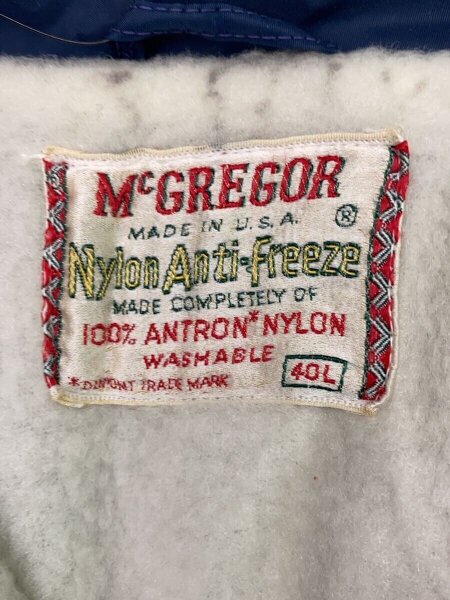 McGREGOR
MADE IN U.S.A. ®
Nylon Anti-Freeze
MADE COMPLETELY OF
100% ANTRON* NYLON
WASHABLE
*DUPONT TRADE MARK
40L